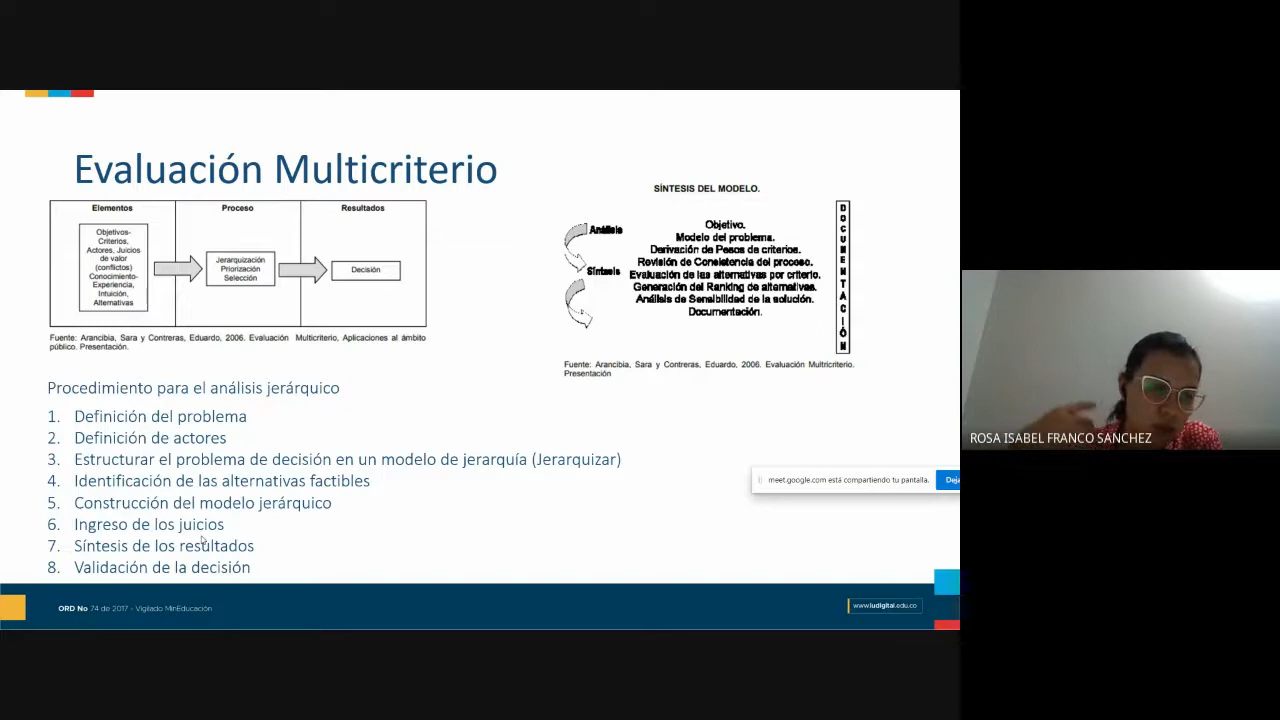 Evaluación Multicriterio
Elementos
Proceso
Resultados
Objetivos-
Criterios,
Actores, Juicios
de valor
(conflictos)
Conocimiento-
Experiencia,
Intuición,
Alternativas
Jerarquización
Priorización
Selección
Decisión
Fuente: Arancibia, Sara y Contreras, Eduardo, 2006. Evaluación Multicriterio, Aplicaciones al ámbito
público. Presentación.
SÍNTESIS DEL MODELO.
Análisis
Síntesis
Objetivo.
Modelo del problema.
Derivación de Pesos de criterios.
Revisión de Consistencia del proceso.
Evaluación de las alternativas por criterio.
Generación del Ranking de alternativas.
Análisis de Sensibilidad de la solución.
Documentación.
DOCUMENTACIÓN
Fuente: Arancibia, Sara y Contreras, Eduardo, 2006. Evaluación Multricriterio.
Presentación
Procedimiento para el análisis jerárquico
1. Definición del problema
2. Definición de actores
3. Estructurar el problema de decisión en un modelo de jerarquía (Jerarquizar)
4. Identificación de las alternativas factibles
5. Construcción del modelo jerárquico
6. Ingreso de los juicios
7. Síntesis de los resultados
8. Validación de la decisión
meet.google.com está compartiendo tu pantalla.
Deja
ORD No 74 de 2017 - Vigilado MinEducación
www.iudigital.edu.co
ROSA ISABEL FRANCO SANCHEZ